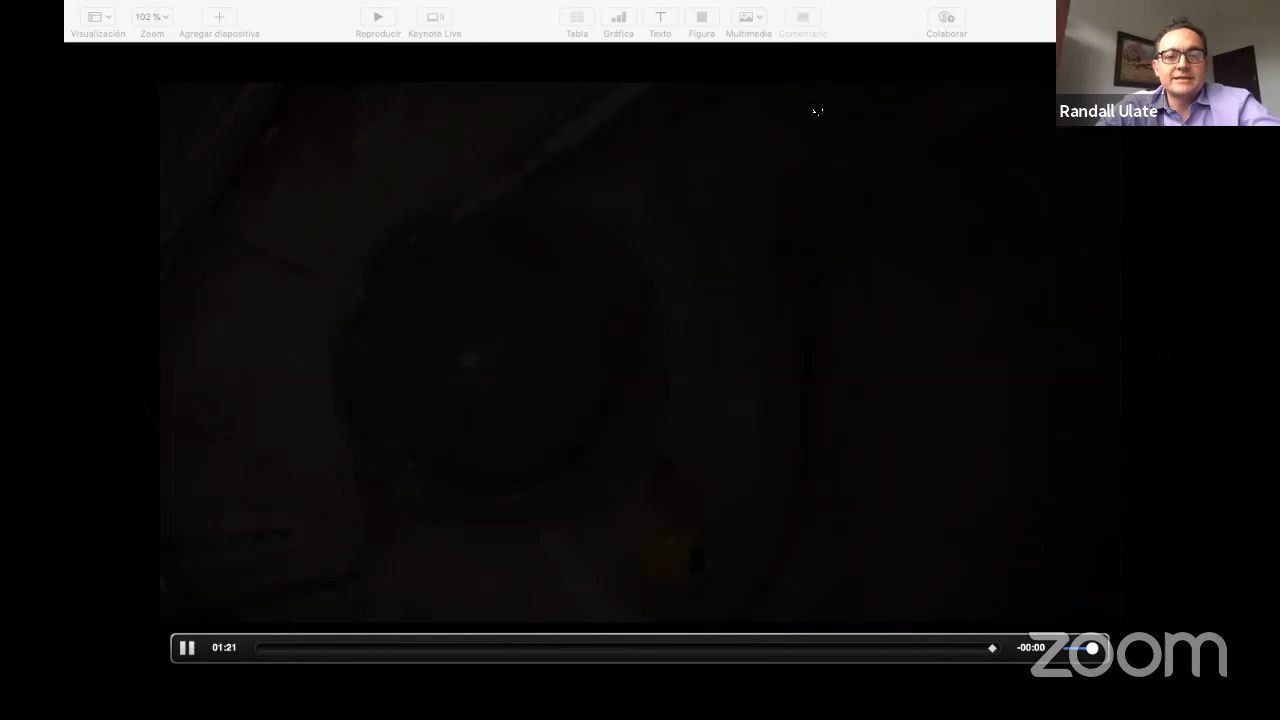 102 %
Visualización Zoom Agregar diapositiva Reproducir Keynote Live Tabla Gráfica Texto Figura Multimedia Comentario Colaborar
Randall Ulate
01:21 -00:00
zoom